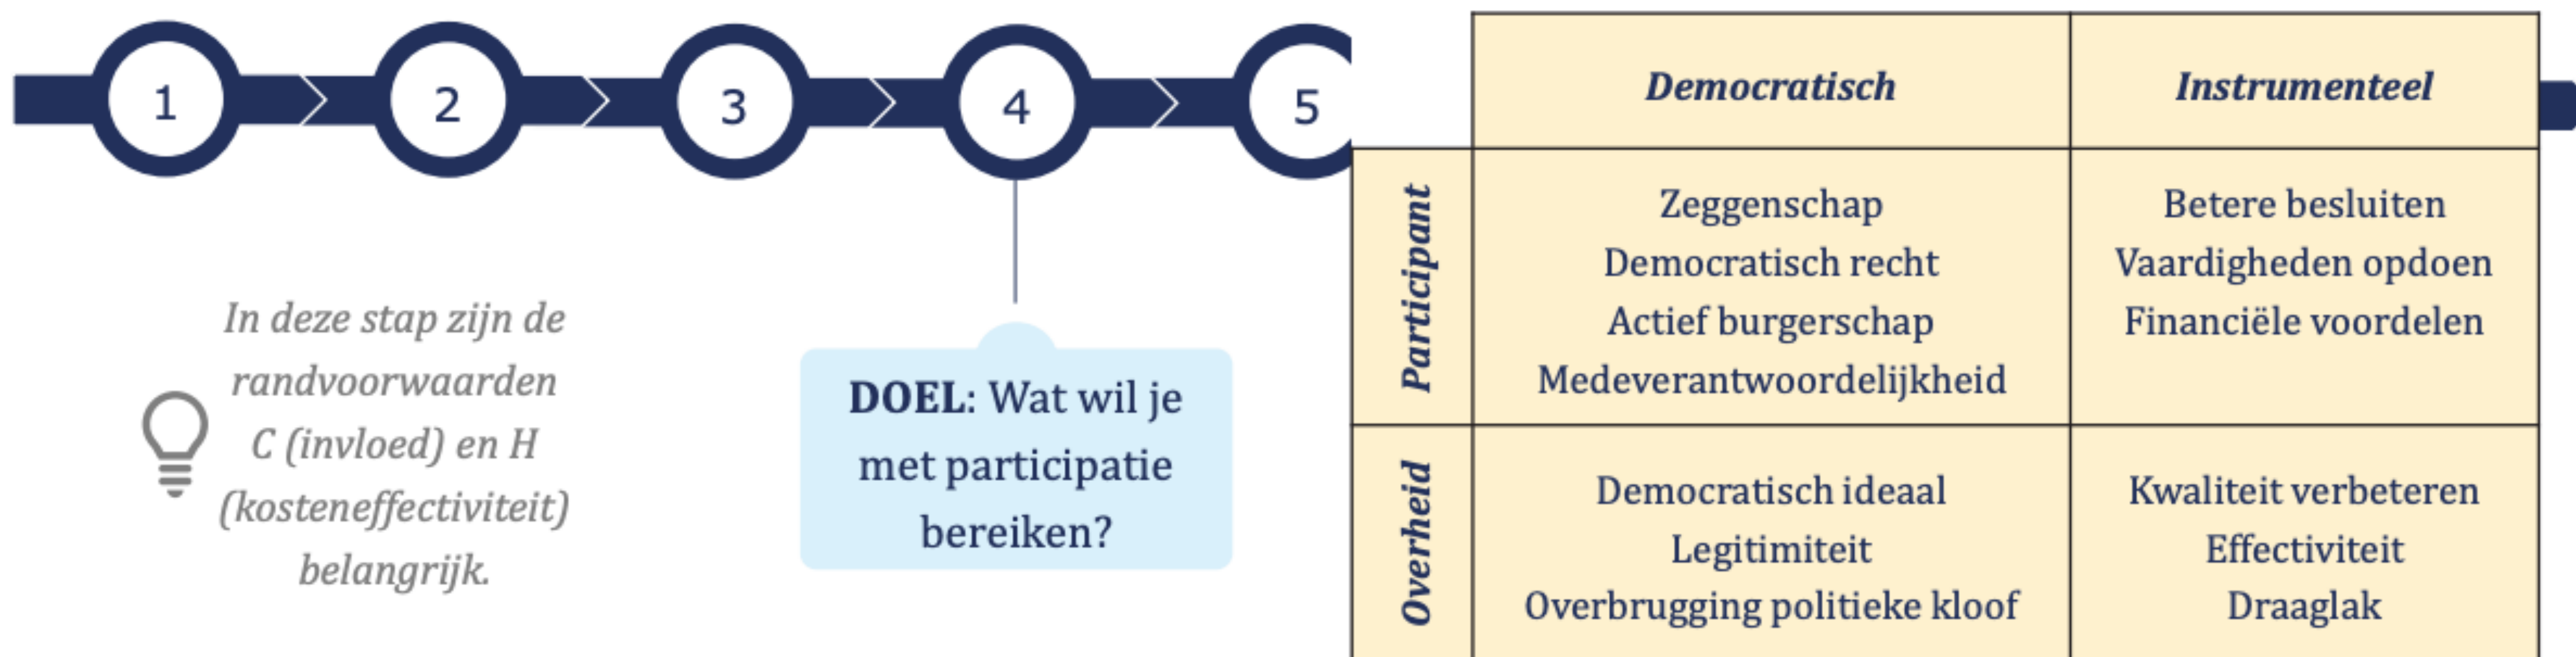 1
2
3
4
5
In deze stap zijn de
randvoorwaarden
C (invloed) en H
(kosteneffectiviteit)
belangrijk.
DOEL: Wat wil je
met participatie
bereiken?
Democratisch
Instrumenteel
Participant
Zeggenschap
Democratisch recht
Actief burgerschap
Medeverantwoordelijkheid
Betere besluiten
Vaardigheden opdoen
Financiële voordelen
Overheid
Democratisch ideaal
Legitimiteit
Overbrugging politieke kloof
Kwaliteit verbeteren
Effectiviteit
Draaglak